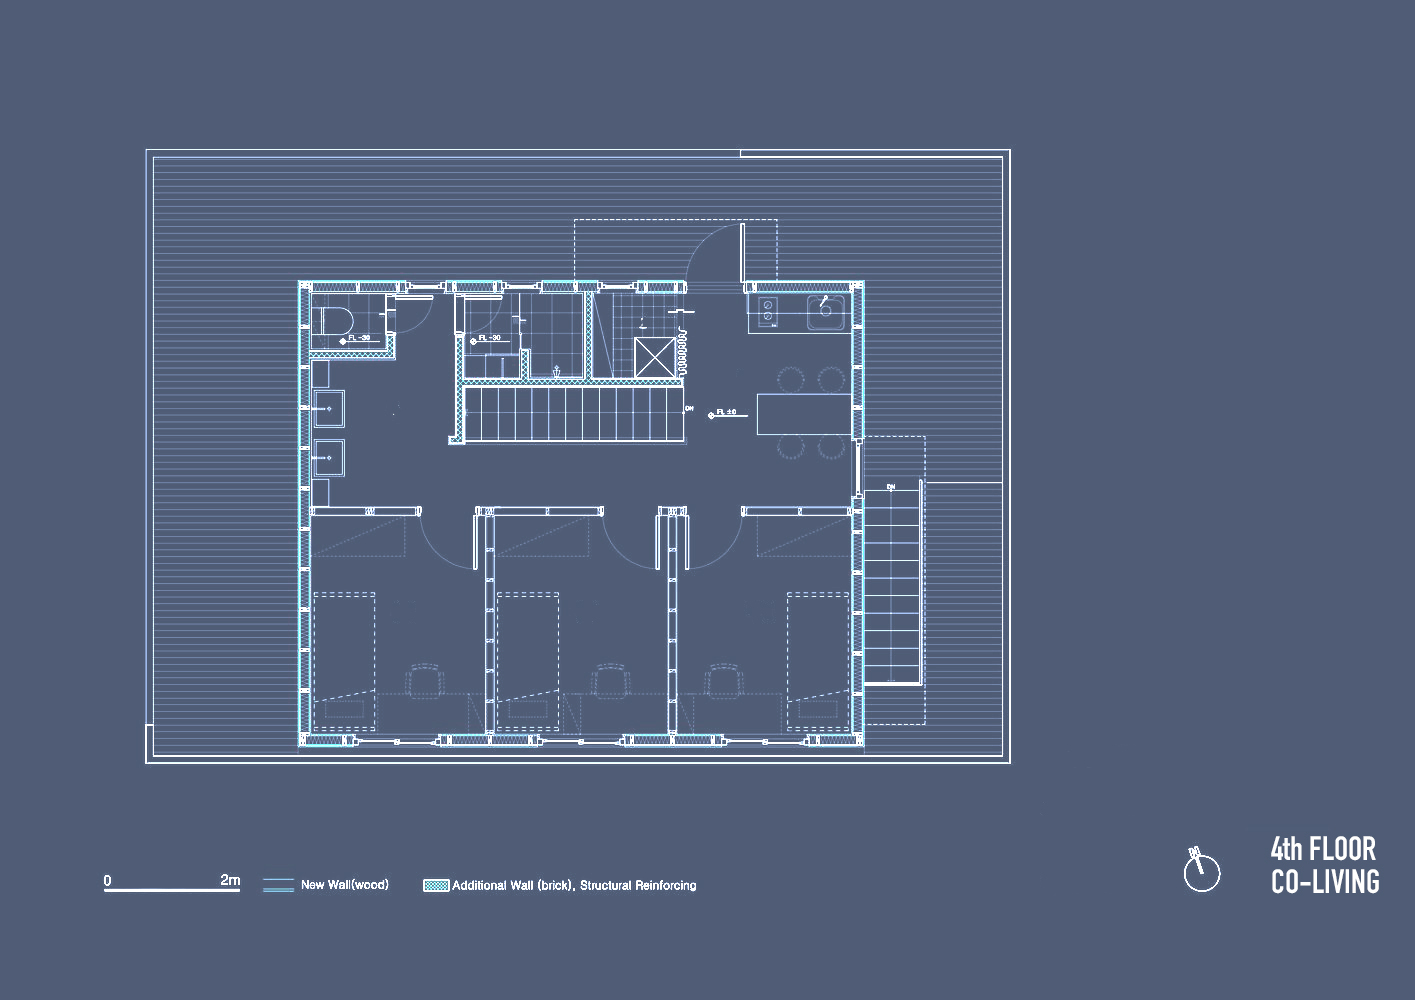 FL -30
FL -30
DN
FL ±0
DN
0 2m
New Wall(wood)
Additional Wall (brick), Structural Reinforcing
4th FLOOR
CO-LIVING